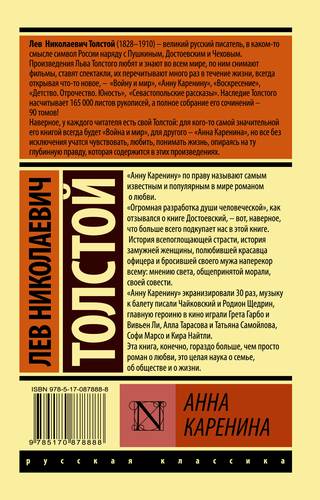 Лев Николаевич Толстой (1828–1910) – великий русский писатель, в каком-то
смысле символ России наряду с Пушкиным, Достоевским и Чеховым.
Произведения Льва Толстого любят и знают во всем мире, по ним снимают
фильмы, ставят спектакли, их перечитывают много раз в течение жизни, всегда
открывая что-то новое, – «Войну и мир», «Анну Каренину», «Воскресение»,
«Детство. Отрочество. Юность», «Севастопольские рассказы». Наследие Толстого
насчитывает 165 000 листов рукописей, а полное собрание его сочинений –
90 томов!
Наверное, у каждого читателя есть свой Толстой: для кого-то самой значительной
его книгой всегда будет «Война и мир», для другого – «Анна Каренина», но все без
исключения учатся чувствовать, любить, понимать жизнь, опираясь на ту
глубинную правду, которая содержится в этих произведениях.
ЛЕВ НИКОЛАЕВИЧ
ТОЛСТОЙ
«Анну Каренину» по праву называют самым
известным и популярным в мире романом
о любви.
«Огромная разработка души человеческой», как
отзывался о книге Достоевский, – вот, наверное,
что больше всего подкупает нас в этой книге.
История всепоглощающей страсти, история
замужней женщины, полюбившей красавца
офицера и бросившей своего мужа наперекор
всему: мнению света, общепринятой морали,
своей совести.
«Анну Каренину» экранизировали 30 раз, музыку
к балету писали Чайковский и Родион Щедрин,
главную героиню в кино играли Грета Гарбо и
Вивьен Ли, Алла Тарасова и Татьяна Самойлова,
Софи Марсо и Кира Найтли.
Эта книга, конечно, гораздо больше, чем просто
роман о любви, это целая наука о семье,
об обществе и о жизни.
ISBN 978-5-17-087888-8
9 785170 878888
N
АННА
КАРЕНИНА
русская классика